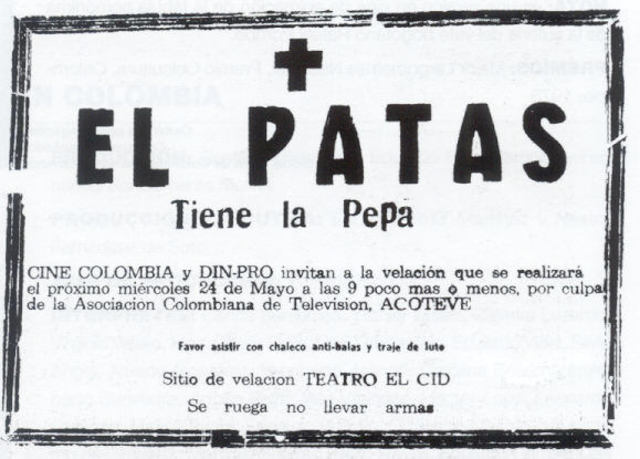 EL PATAS
Tiene la Pepa
CINE COLOMBIA y DIN-PRO invitan a la velación que se realizará
el próximo miércoles 24 de Mayo a las 9 poco mas o menos, por culpa
de la Asociación Colombiana de Television, ACOTEVE
Favor asistir con chaleco anti-balas y traje de luto
Sitio de velacion TEATRO EL CID
Se ruega no llevar armas